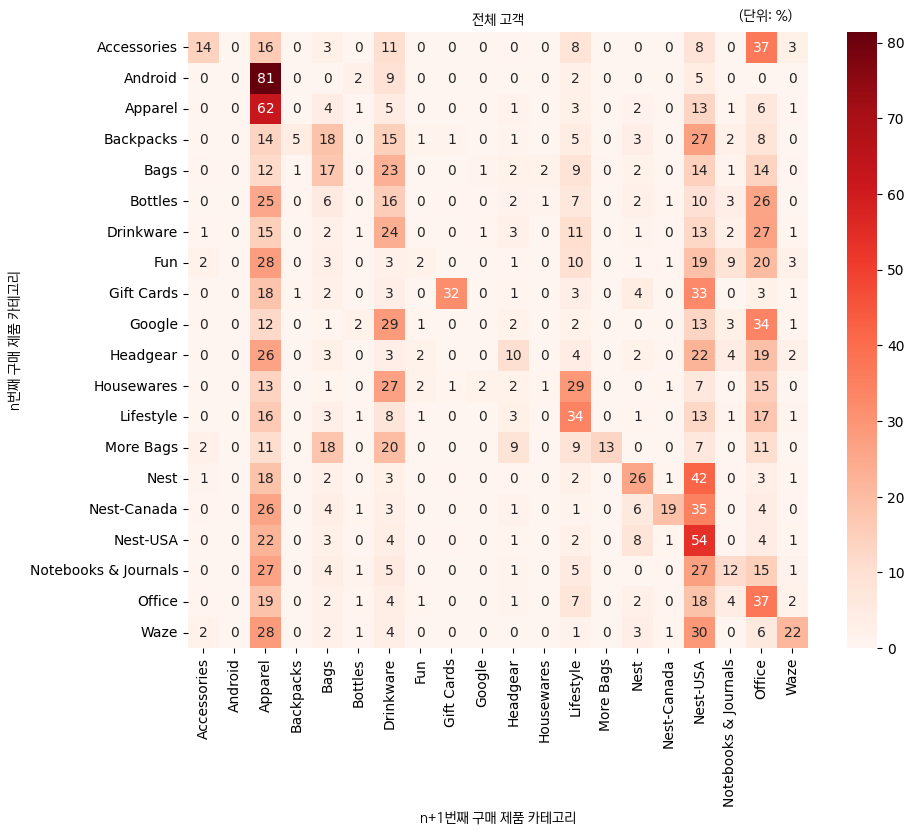 전체 고객
(단위: %)
Accessories 14 0 16 0 3 0 11 0 0 0 0 0 8 0 0 0 8 0 37 3
Android 0 0 81 0 0 2 9 0 0 0 0 0 2 0 0 0 5 0 0 0
Apparel 0 0 62 0 4 1 5 0 0 0 1 0 3 0 2 0 13 1 6 1
Backpacks 0 0 14 5 18 0 15 1 1 0 1 0 5 0 3 0 27 2 8 0
Bags 0 0 12 1 17 0 23 0 0 1 2 2 9 0 2 0 14 1 14 0
Bottles 0 0 25 0 6 0 16 0 0 0 2 1 7 0 2 1 10 3 26 0
Drinkware 1 0 15 0 2 1 24 0 0 1 3 0 11 0 1 0 13 2 27 1
Fun 2 0 28 0 3 0 3 2 0 0 1 0 10 0 1 1 19 9 20 3
Gift Cards 0 0 18 1 2 0 3 0 32 0 1 0 3 0 4 0 33 0 3 1
Google 0 0 12 0 1 2 29 1 0 0 2 0 2 0 0 0 13 3 34 1
Headgear 0 0 26 0 3 0 3 2 0 0 10 0 4 0 2 0 22 4 19 2
Housewares 0 0 13 0 1 0 27 2 1 2 2 1 29 0 0 1 7 0 15 0
Lifestyle 0 0 16 0 3 1 8 1 0 0 3 0 34 0 1 0 13 1 17 1
More Bags 2 0 11 0 18 0 20 0 0 0 9 0 9 13 0 0 7 0 11 0
Nest 1 0 18 0 2 0 3 0 0 0 0 0 2 0 26 1 42 0 3 1
Nest-Canada 0 0 26 0 4 1 3 0 0 0 1 0 1 0 6 19 35 0 4 0
Nest-USA 0 0 22 0 3 0 4 0 0 0 1 0 2 0 8 1 54 0 4 1
Notebooks & Journals 0 0 27 0 4 1 5 0 0 0 1 0 5 0 0 0 27 12 15 1
Office 0 0 19 0 2 1 4 1 0 0 1 0 7 0 2 0 18 4 37 2
Waze 2 0 28 0 2 1 4 0 0 0 0 0 1 0 3 1 30 0 6 22
Accessories
Android
Apparel
Backpacks
Bags
Bottles
Drinkware
Fun
Gift Cards
Google
Headgear
Housewares
Lifestyle
More Bags
Nest
Nest-Canada
Nest-USA
Notebooks & Journals
Office
Waze
n번째 구매 제품 카테고리
n+1번째 구매 제품 카테고리
80
70
60
50
40
30
20
10
0